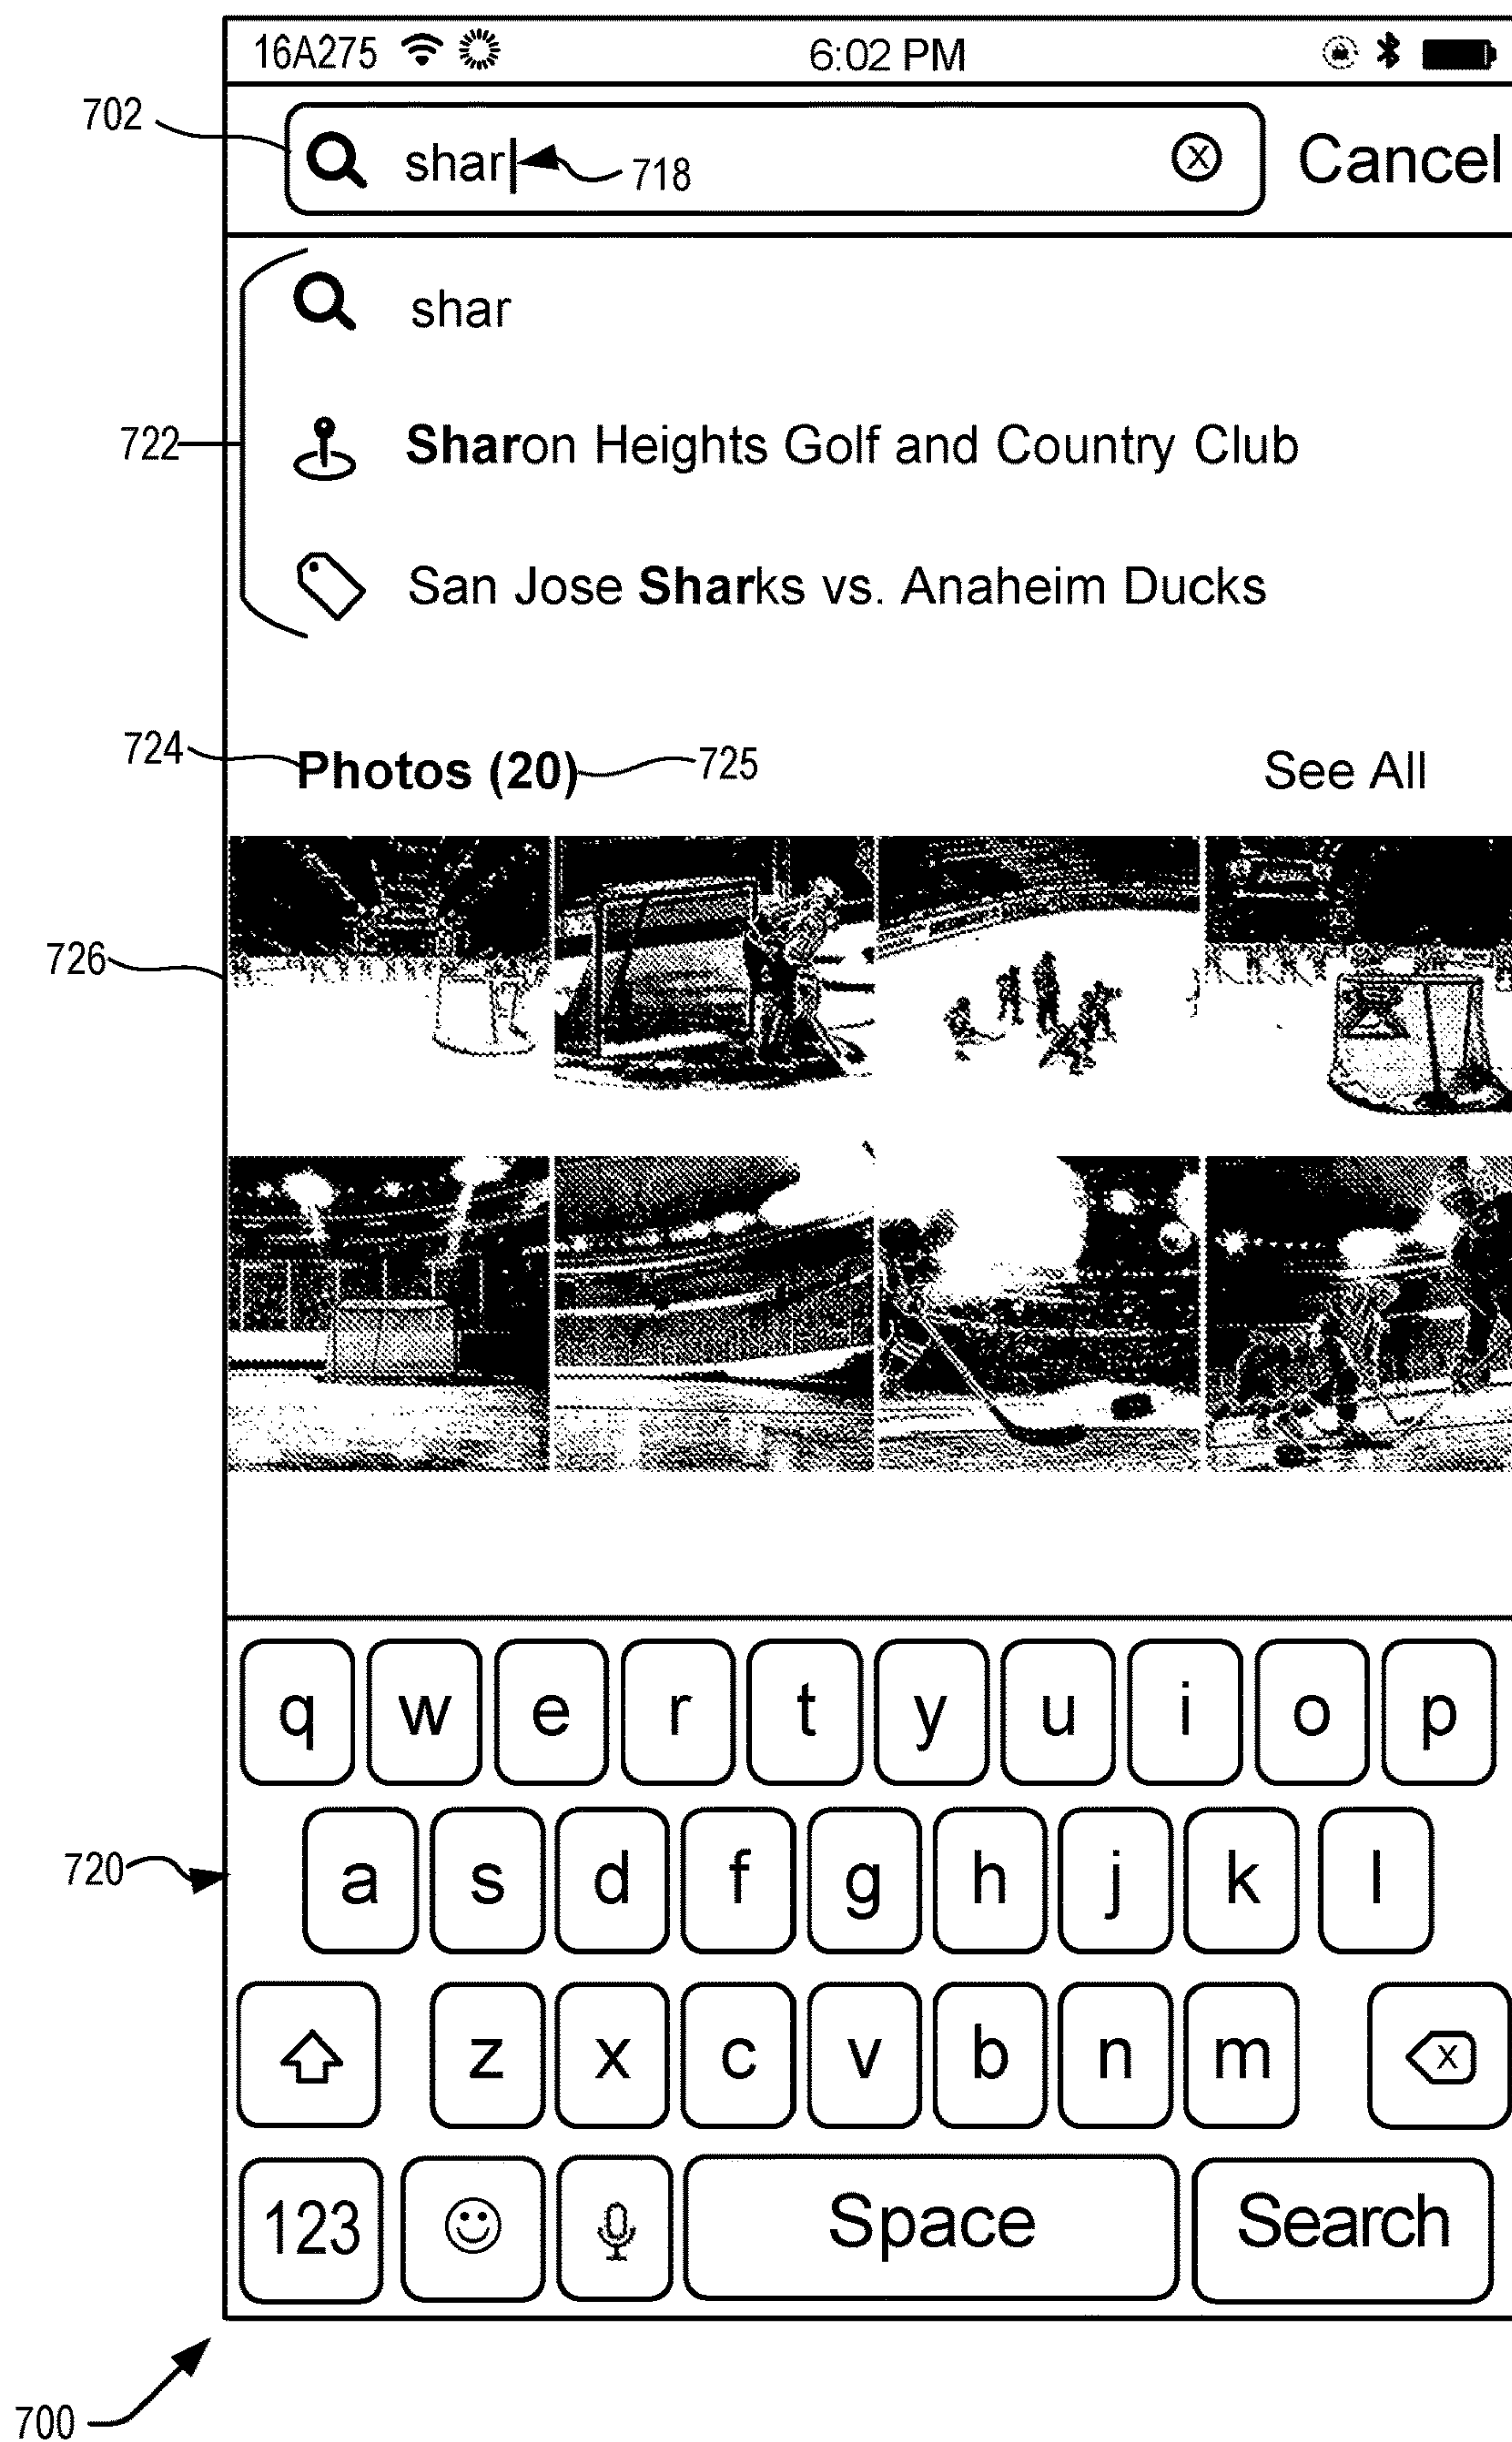 16A275 6:02 PM
702
shar 718 Cancel
shar
722 Sharon Heights Golf and Country Club
San Jose Sharks vs. Anaheim Ducks
724 Photos (20) 725 See All
726
q w e r t y u i o p
720 a s d f g h j k l
z x c v b n m x
123 Space Search
700